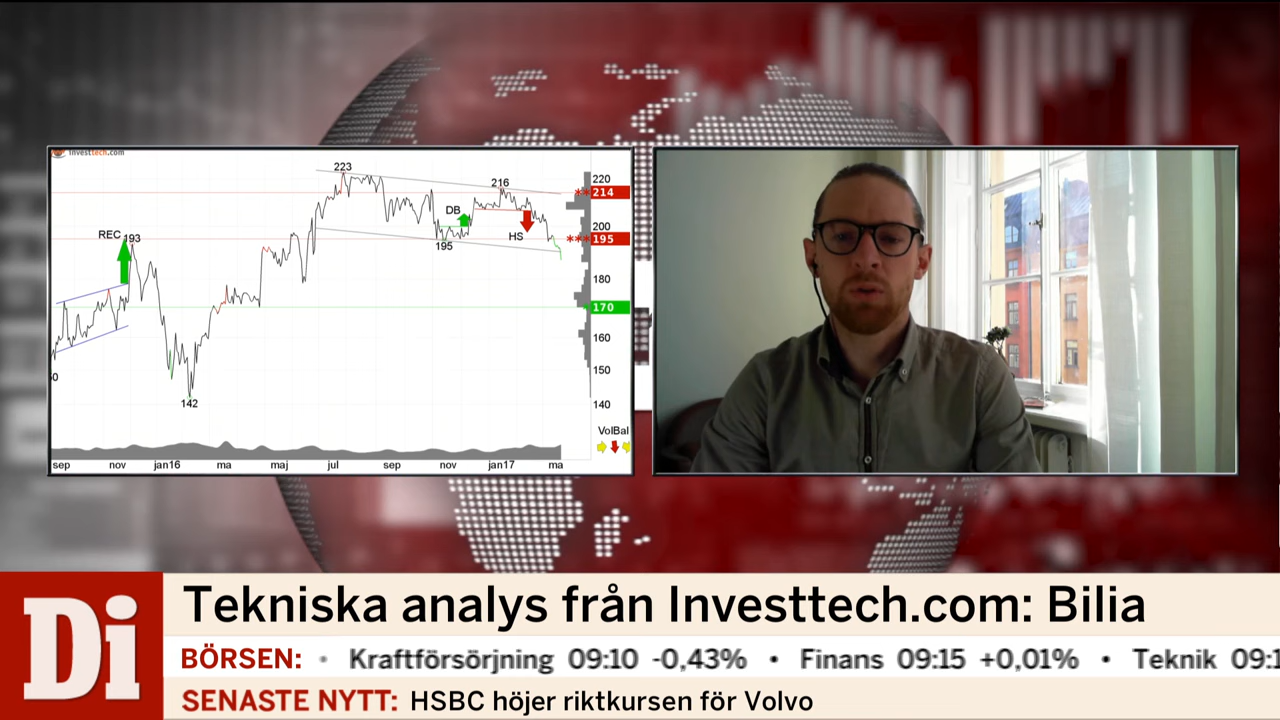 Investtech.com
223
220
216
***214
DB
200
REC
193
HS
***195
195
180
170
160
150
142
140
VolBal
sep nov jan16 ma maj jul sep nov jan17 ma
Di
Tekniska analys från Investtech.com: Bilia
BÖRSEN: • Kraftförsörjning 09:10 -0,43% • Finans 09:15 +0,01% • Teknik 09:1
SENASTE NYTT: HSBC höjer riktkursen för Volvo